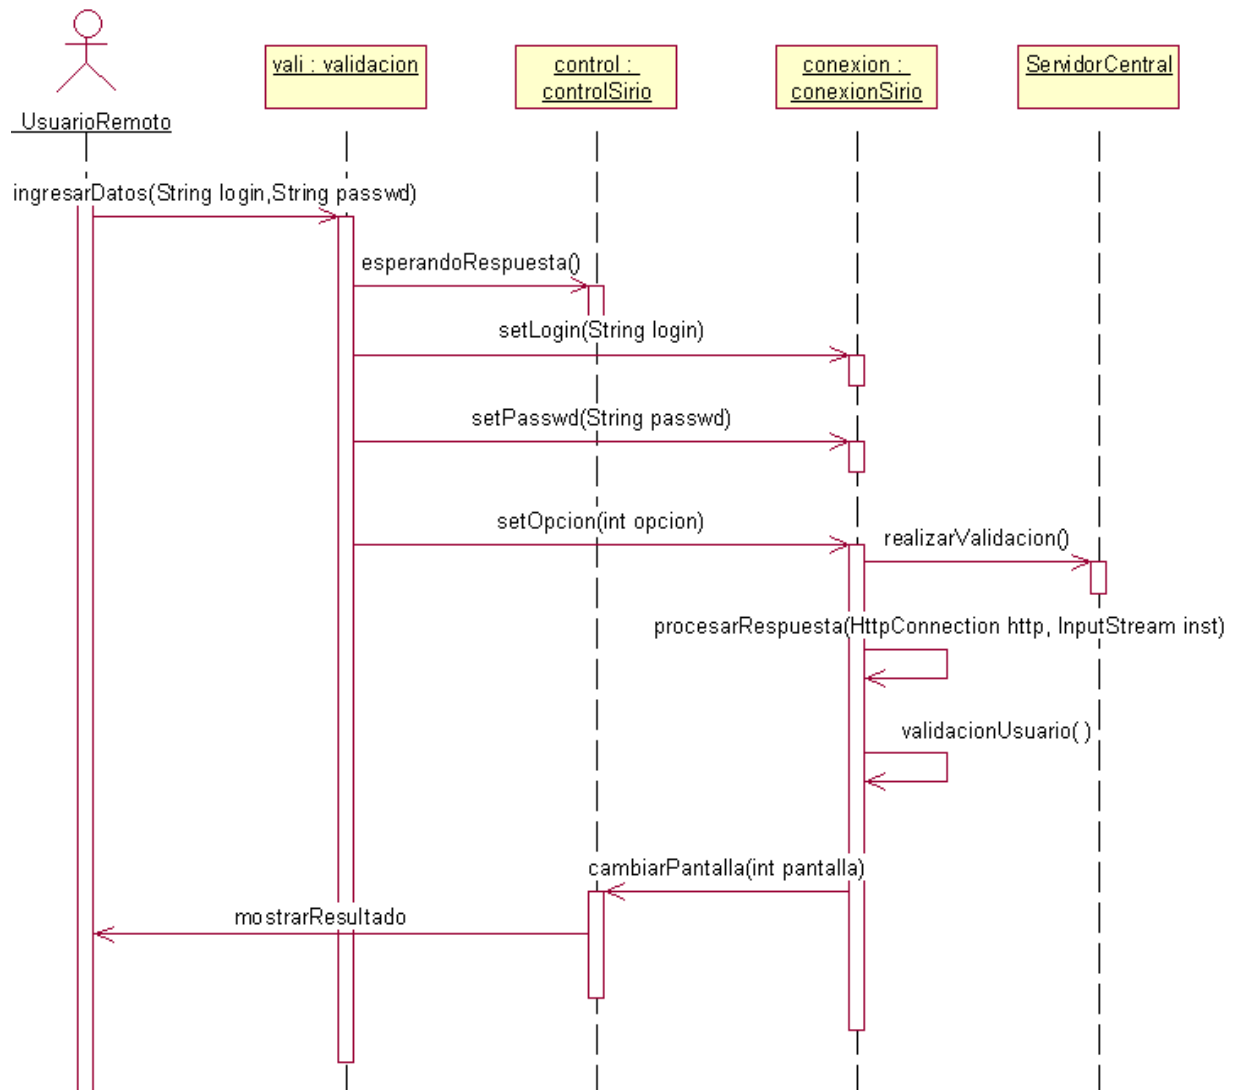 vali : validacion
control :
controlSirio
conexion :
conexionSirio
ServidorCentral
UsuarioRemoto
ingresarDatos(String login,String passwd)
esperandoRespuesta()
setLogin(String login)
setPasswd(String passwd)
setOpcion(int opcion)
realizarValidacion()
procesarRespuesta(HttpConnection http, InputStream inst)
validacionUsuario( )
cambiarPantalla(int pantalla)
mostrarResultado